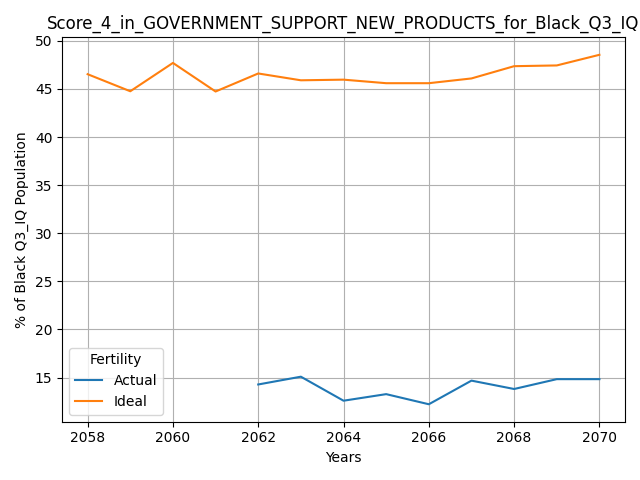 Score_4_in_GOVERNMENT_SUPPORT_NEW_PRODUCTS_for_Black_Q3_IQ
50
45
40
35
30
25
20
15
% of Black Q3_IQ Population
Fertility
Actual
Ideal
2058 2060 2062 2064 2066 2068 2070
Years